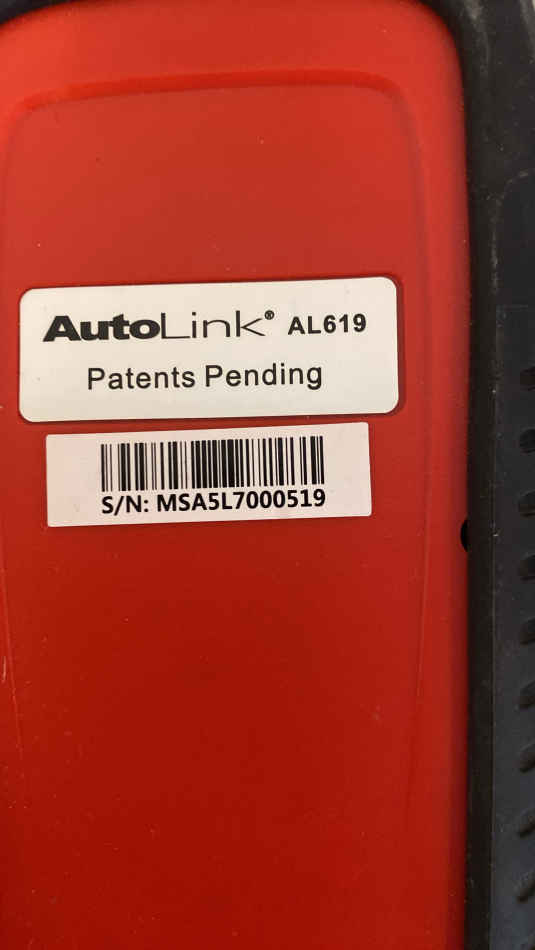 AutoLink® AL619
Patents Pending
S/N: MSA5L7000519